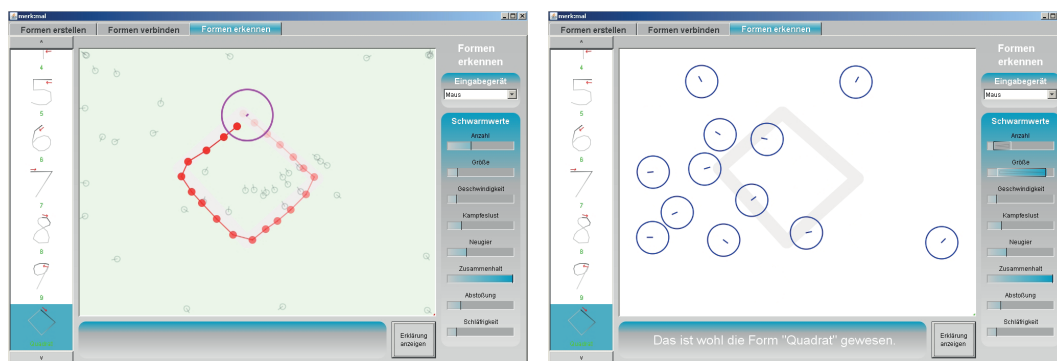 merk:mal
Formen erstellen Formen verbinden Formen erkennen
^
4
5
6
7
8
9
v
Formen
erkennen
Eingabegerät
Maus
Schwarmwerte
Anzahl
Größe
Geschwindigkeit
Kampfeslust
Neugier
Zusammenhalt
Abstoßung
Schläfrigkeit
Erklärung
anzeigen
merk:mal
Formen erstellen Formen verbinden Formen erkennen
^
4
5
6
7
8
9
v
Formen
erkennen
Eingabegerät
Maus
Schwarmwerte
Anzahl
Größe
Geschwindigkeit
Kampfeslust
Neugier
Zusammenhalt
Abstoßung
Schläfrigkeit
Das ist wohl die Form "Quadrat" gewesen.
Erklärung
anzeigen